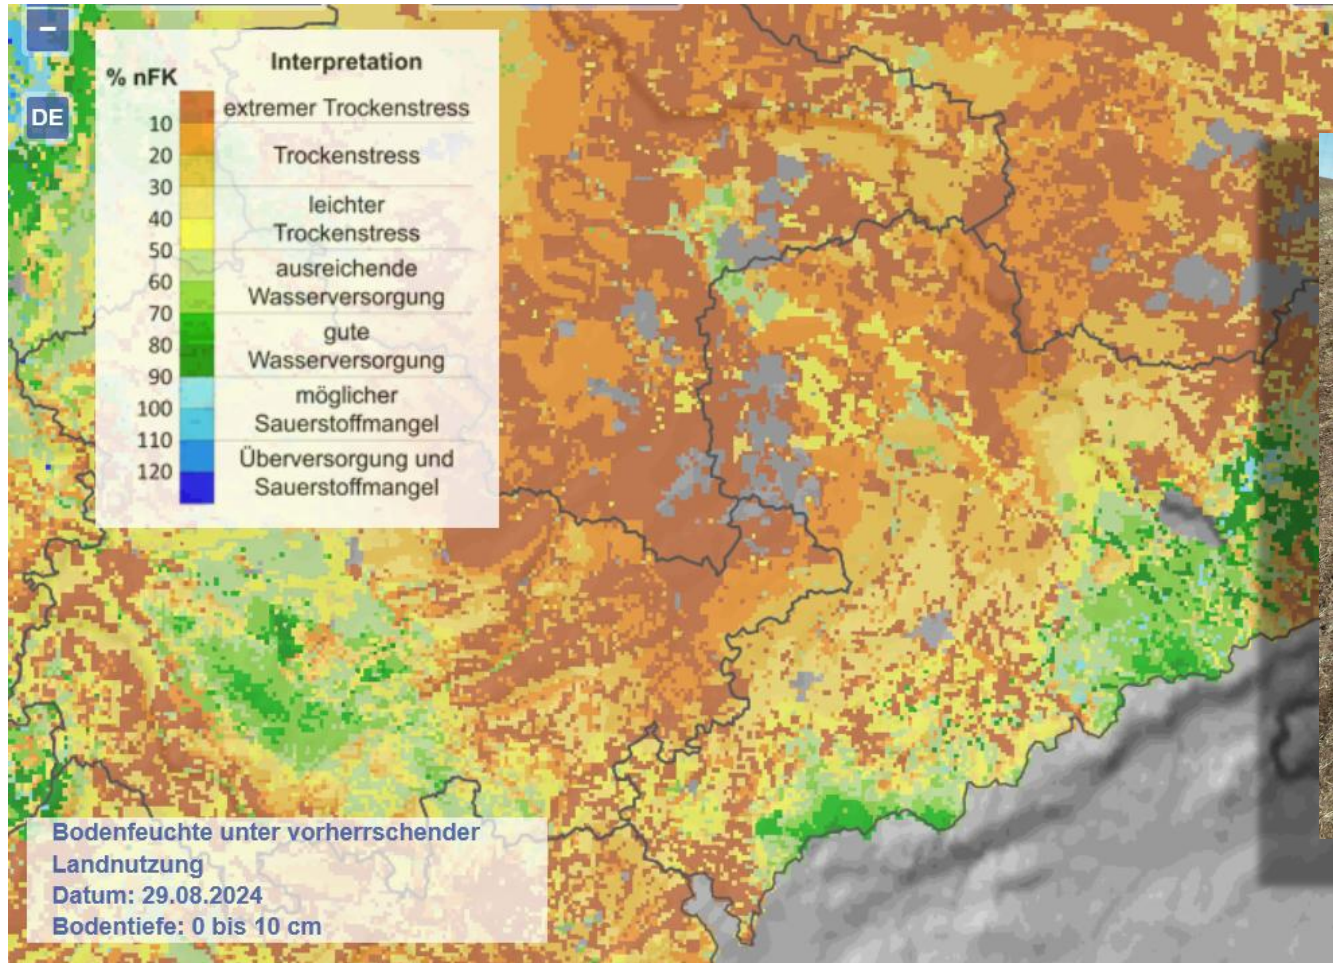 −
DE
% nFK
Interpretation
extremer Trockenstress
10
Trockenstress
20
30
leichter
40
Trockenstress
50
ausreichende
60
Wasserversorgung
70
gute
80
Wasserversorgung
90
möglicher
100
Sauerstoffmangel
110
Überversorgung und
120
Sauerstoffmangel
Bodenfeuchte unter vorherrschender
Landnutzung
Datum: 29.08.2024
Bodentiefe: 0 bis 10 cm